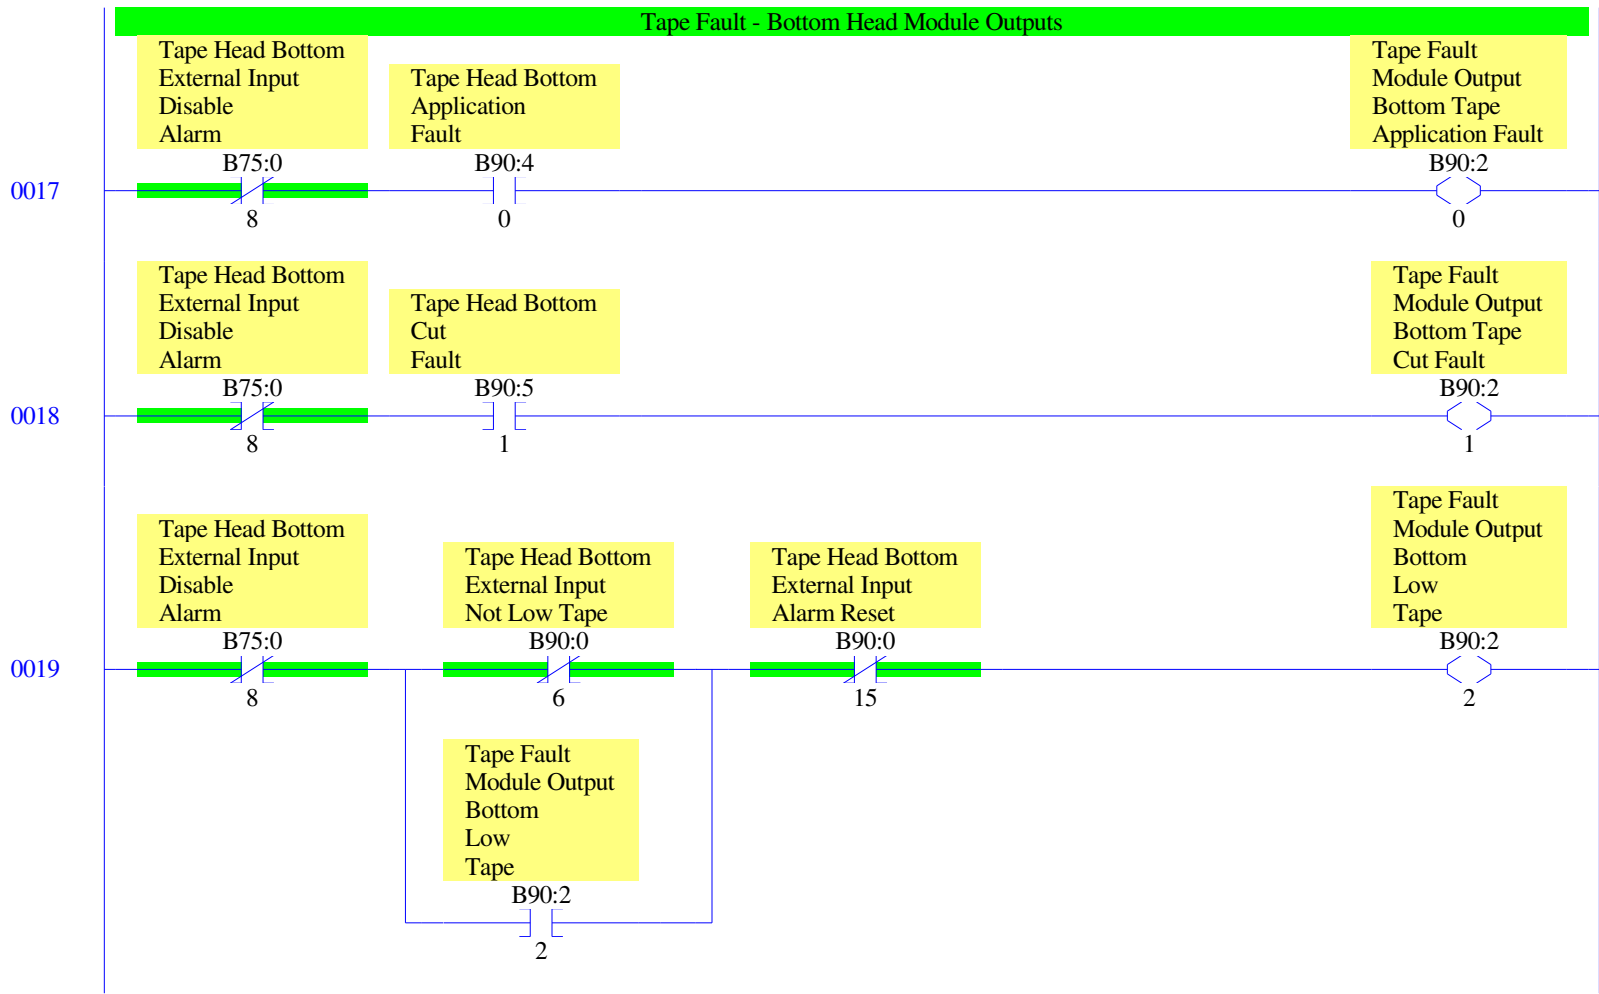 Tape Fault - Bottom Head Module Outputs
Tape Head Bottom
External Input
Disable
Alarm
B75:0
8
Tape Head Bottom
Application
Fault
B90:4
0
Tape Fault
Module Output
Bottom Tape
Application Fault
B90:2
0
0017
Tape Head Bottom
External Input
Disable
Alarm
B75:0
8
Tape Head Bottom
Cut
Fault
B90:5
1
Tape Fault
Module Output
Bottom Tape
Cut Fault
B90:2
1
0018
Tape Head Bottom
External Input
Disable
Alarm
B75:0
8
Tape Head Bottom
External Input
Not Low Tape
B90:0
6
Tape Head Bottom
External Input
Alarm Reset
B90:0
15
Tape Fault
Module Output
Bottom
Low
Tape
B90:2
2
0019
Tape Fault
Module Output
Bottom
Low
Tape
B90:2
2